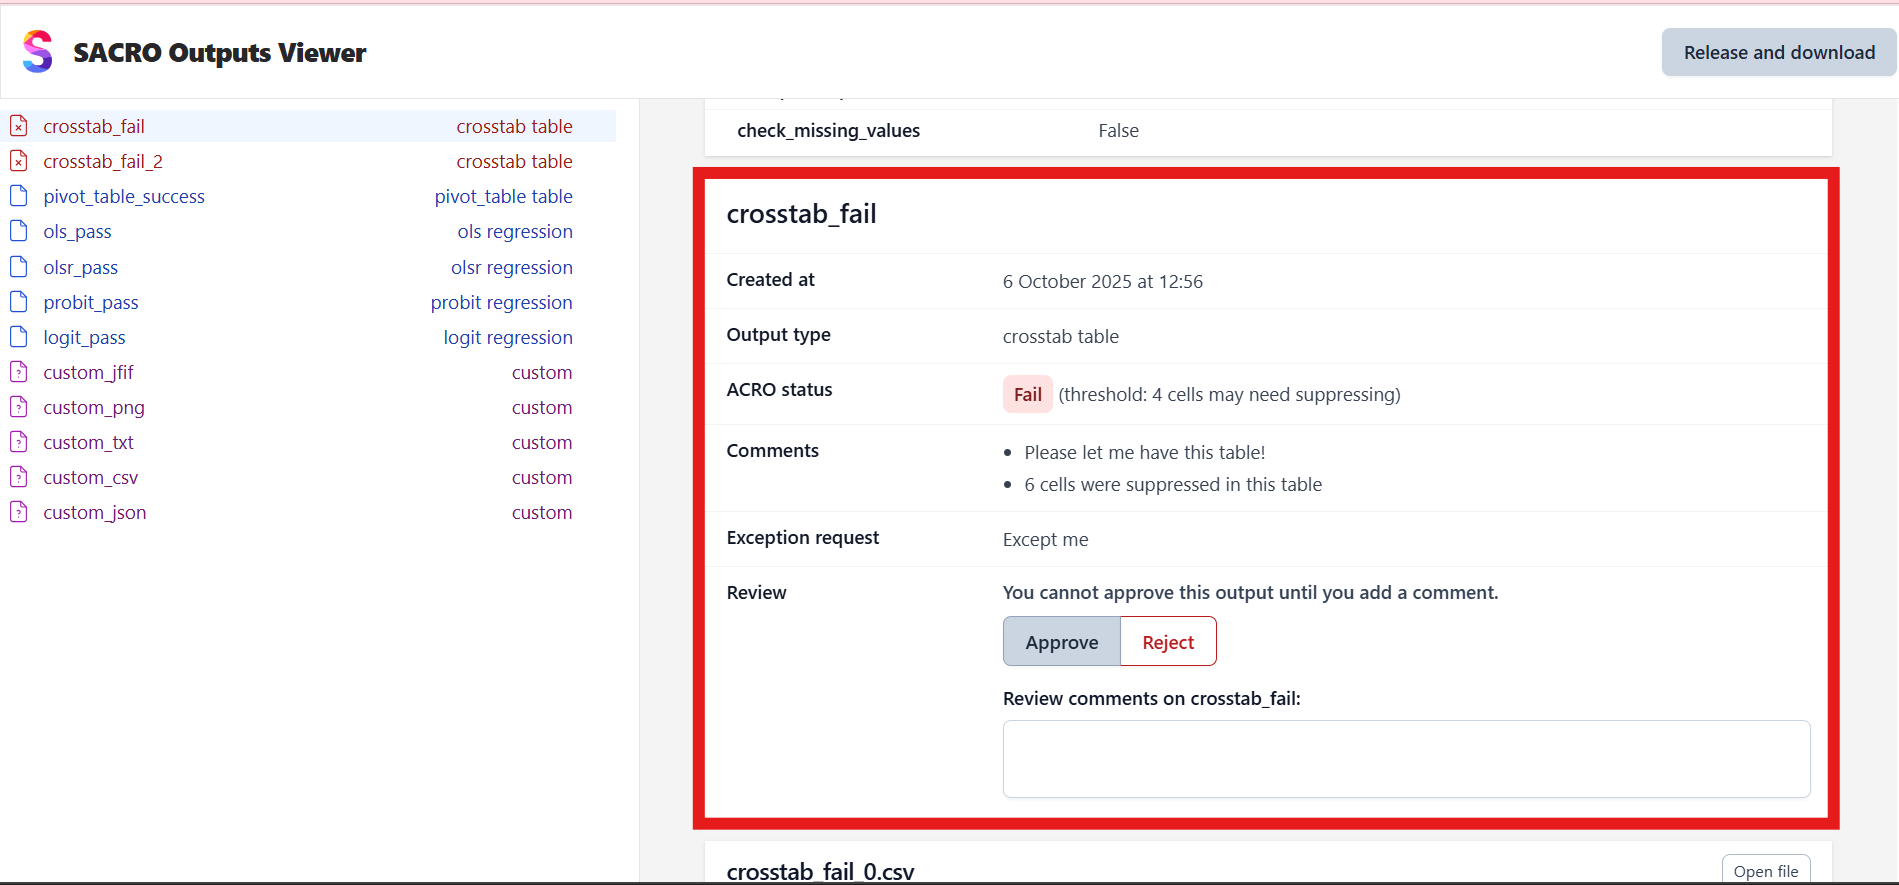 SACRO Outputs Viewer
Release and download
crosstab_fail crosstab table
crosstab_fail_2 crosstab table
pivot_table_success pivot_table table
ols_pass ols regression
olsr_pass olsr regression
probit_pass probit regression
logit_pass logit regression
custom_jfif custom
custom_png custom
custom_txt custom
custom_csv custom
custom_json custom
check_missing_values False
crosstab_fail
Created at 6 October 2025 at 12:56
Output type crosstab table
ACRO status Fail (threshold: 4 cells may need suppressing)
Comments • Please let me have this table!
• 6 cells were suppressed in this table
Exception request Except me
Review You cannot approve this output until you add a comment.
Approve Reject
Review comments on crosstab_fail:
crosstab_fail_0.csv Open file